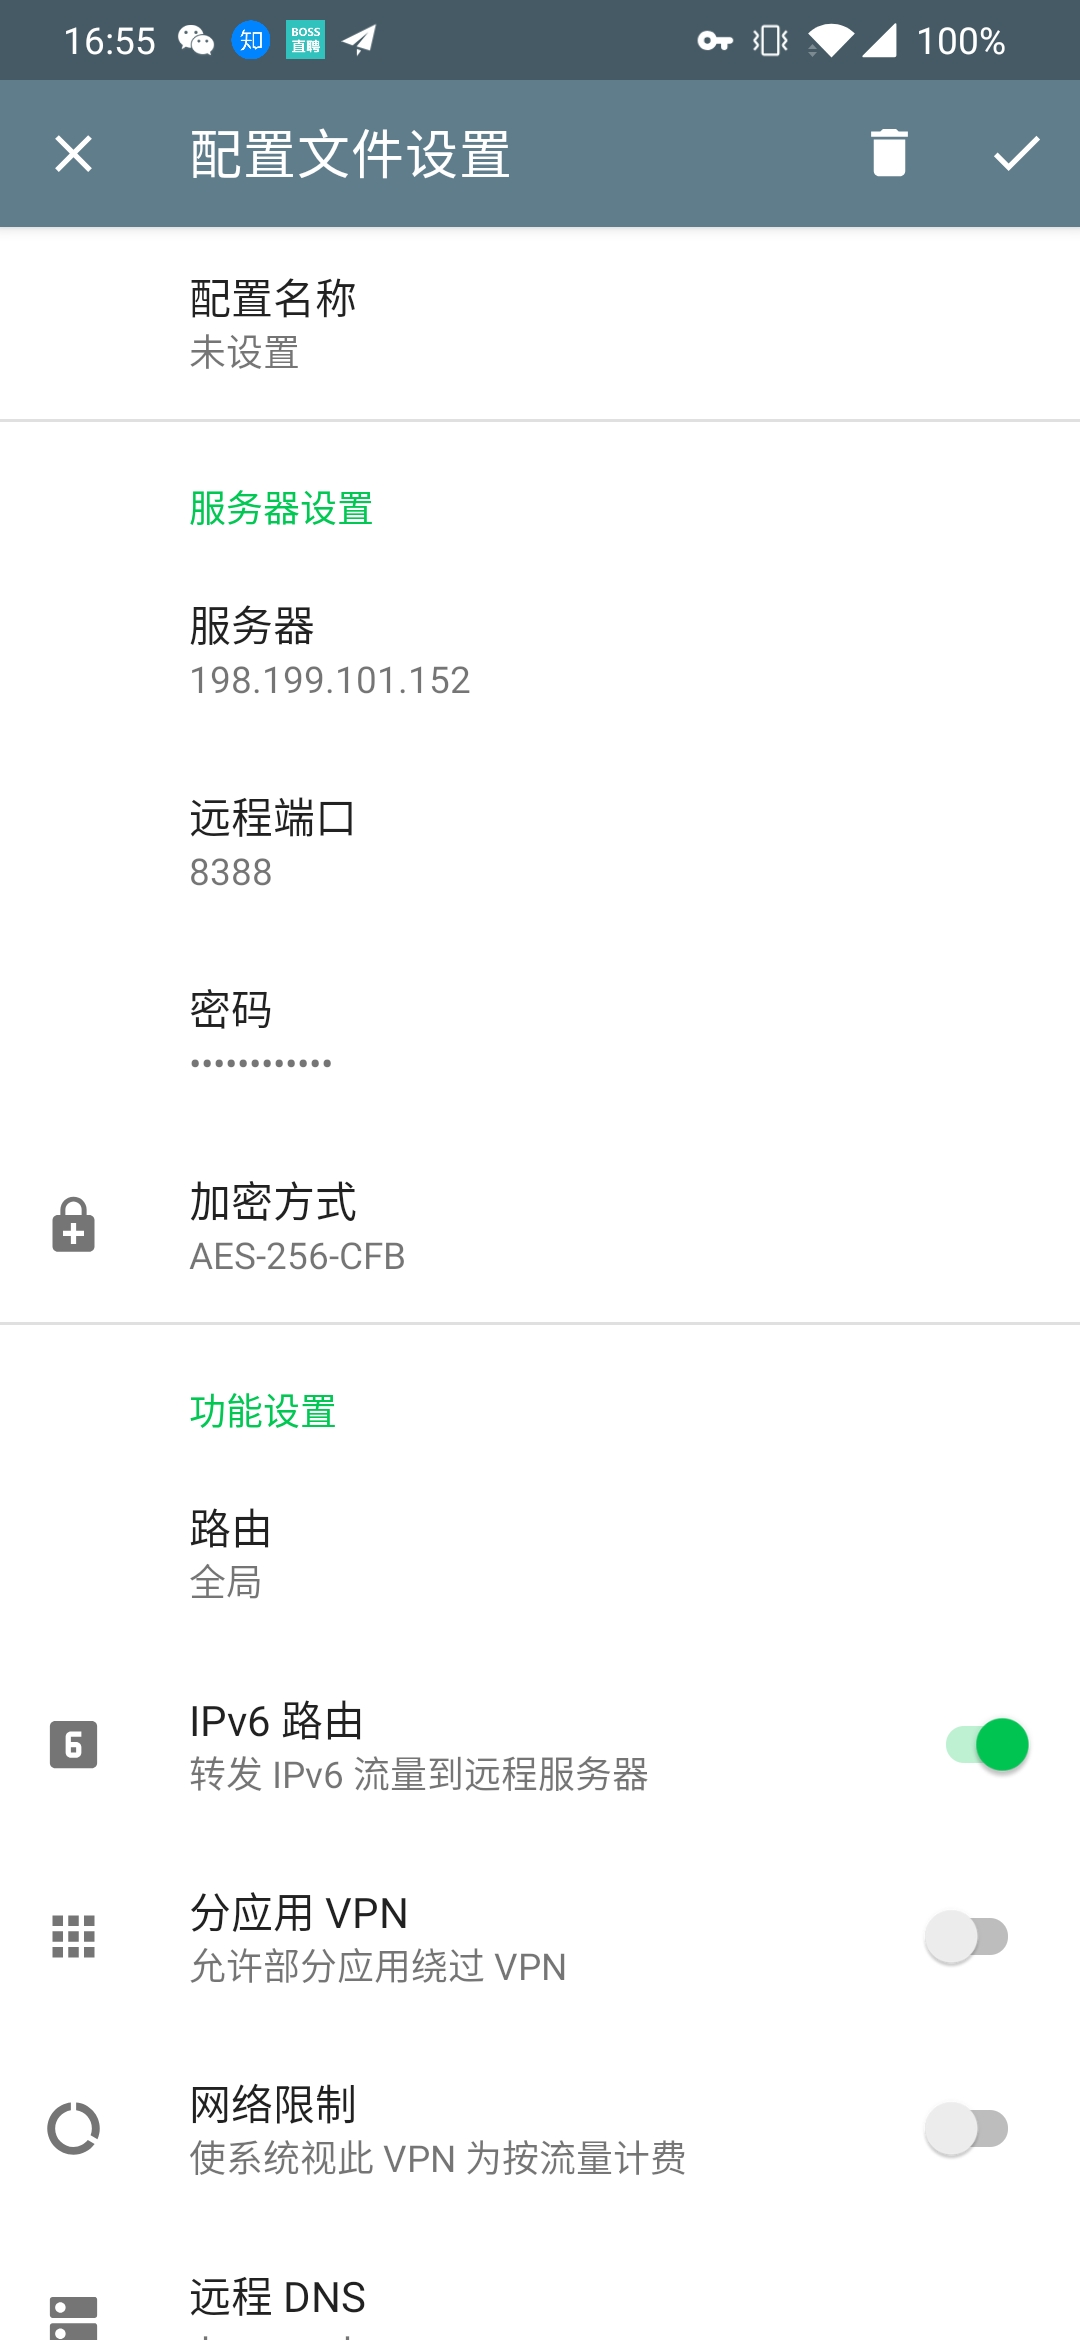 16:55 知 BOSS直聘 100%
配置文件设置
配置名称
未设置
服务器设置
服务器
198.199.101.152
远程端口
8388
密码
••••••••••••
加密方式
AES-256-CFB
功能设置
路由
全局
6
IPv6 路由
转发 IPv6 流量到远程服务器
分应用 VPN
允许部分应用绕过 VPN
网络限制
使系统视此 VPN 为按流量计费
远程 DNS